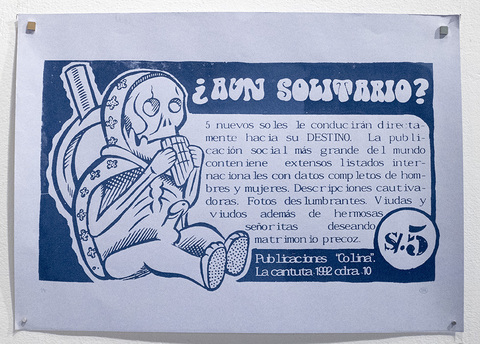 ¿AUN SOLITARIO?
5 nuevos soles le conducirán directa-
mente hacia su DESTINO. La publi-
cación social más grande del mundo
conteniene extensos listados inter-
nacionales con datos completos de hom-
bres y mujeres. Descripciones cautiva-
doras. Fotos deslumbrantes. Viudas y
viudos además de hermosas
señoritas deseando
matrimonio precoz.
S/.5
Publicaciones "Colina".
La cantuta 1992 cdra. 10